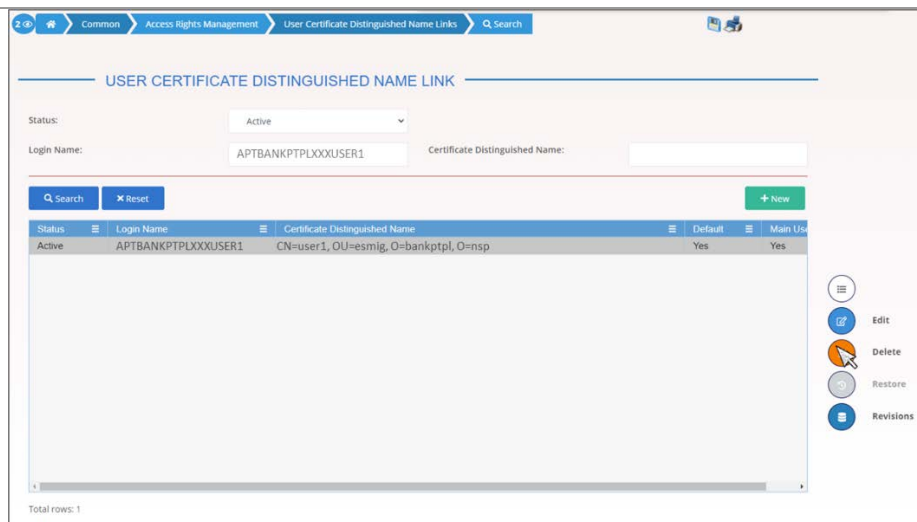 2 Common Access Rights Management User Certificate Distinguished Name Links Search
USER CERTIFICATE DISTINGUISHED NAME LINK
Status: Active
Login Name: APTBANKPTPLXXXUSER1 Certificate Distinguished Name:
Search Reset New
Status Login Name Certificate Distinguished Name Default Main Use
Active APTBANKPTPLXXXUSER1 CN=user1, OU=esmig, O=bankptpl, O=nsp Yes Yes
Edit
Delete
Restore
Revisions
Total rows: 1